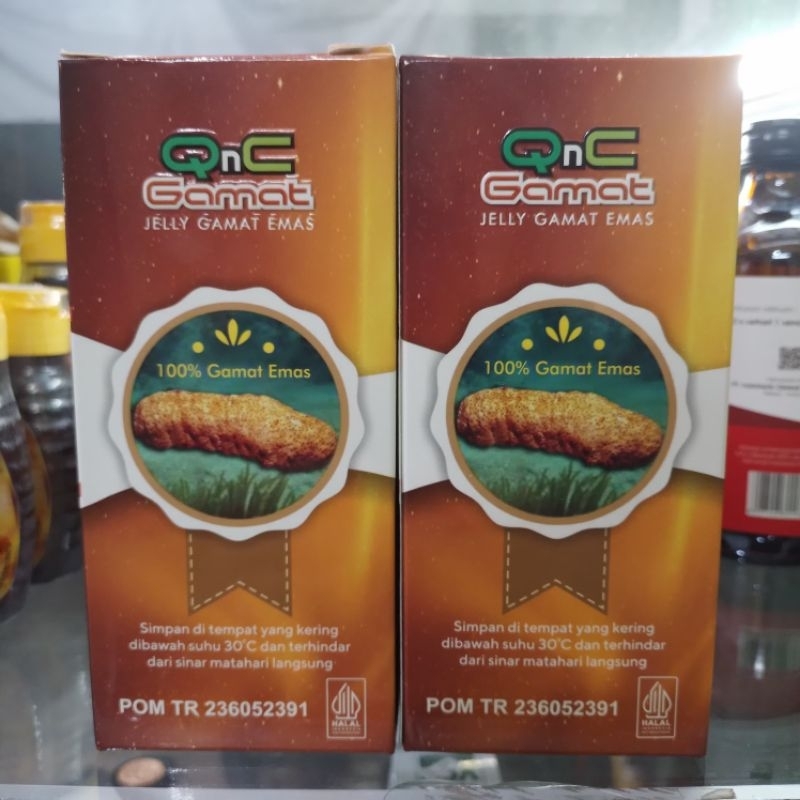 QnC
Gamat
JELLY GAMAT EMAS
100% Gamat Emas
Simpan di tempat yang kering
dibawah suhu 30°C dan terhindar
dari sinar matahari langsung
POM TR 236052391
HALAL
INDONESIA
QnC
Gamat
JELLY GAMAT EMAS
100% Gamat Emas
Simpan di tempat yang kering
dibawah suhu 30°C dan terhindar
dari sinar matahari langsung
POM TR 236052391
HALAL
INDONESIA